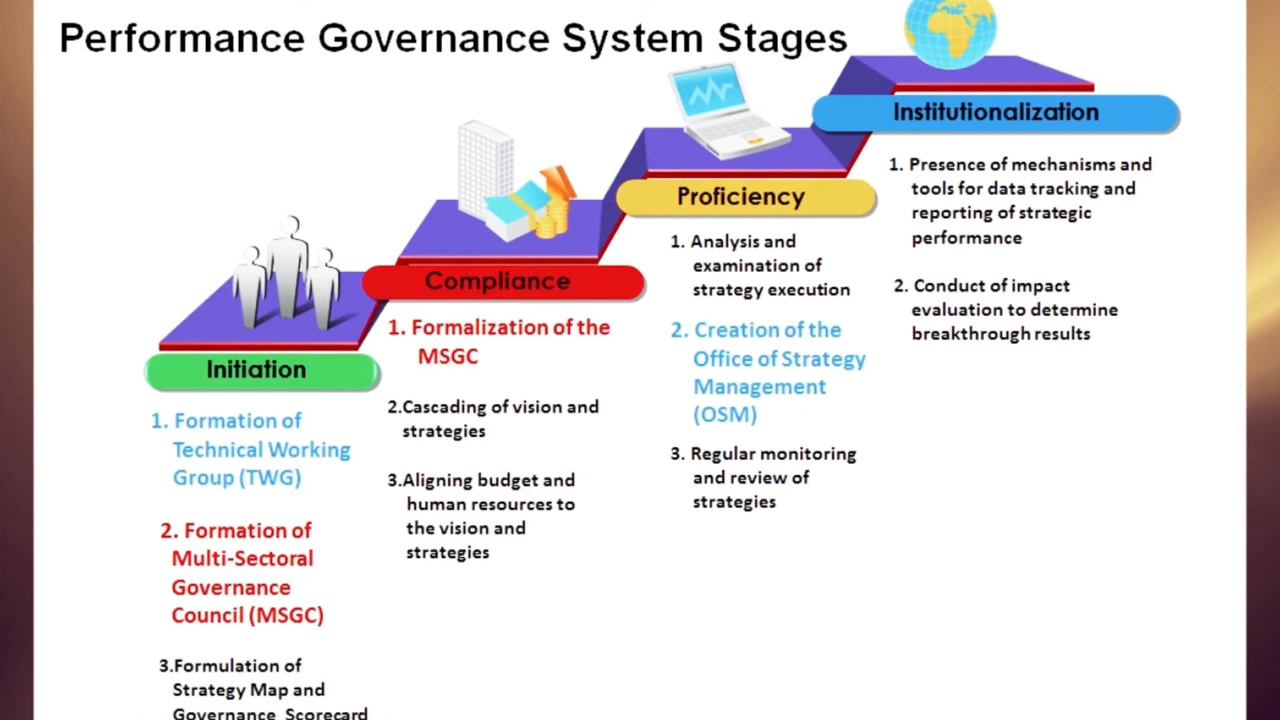 Performance Governance System Stages
Institutionalization
1. Presence of mechanisms and
tools for data tracking and
reporting of strategic
performance
2. Conduct of impact
evaluation to determine
breakthrough results
Proficiency
1. Analysis and
examination of
strategy execution
2. Creation of the
Office of Strategy
Management
(OSM)
3. Regular monitoring
and review of
strategies
Compliance
1. Formalization of the
MSGC
2.Cascading of vision and
strategies
3.Aligning budget and
human resources to
the vision and
strategies
Initiation
1. Formation of
Technical Working
Group (TWG)
2. Formation of
Multi-Sectoral
Governance
Council (MSGC)
3.Formulation of
Strategy Map and
Governance Scorecard